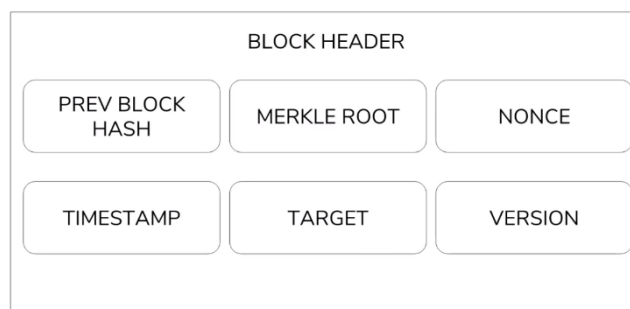 BLOCK HEADER
PREV BLOCK
HASH
MERKLE ROOT
NONCE
TIMESTAMP
TARGET
VERSION